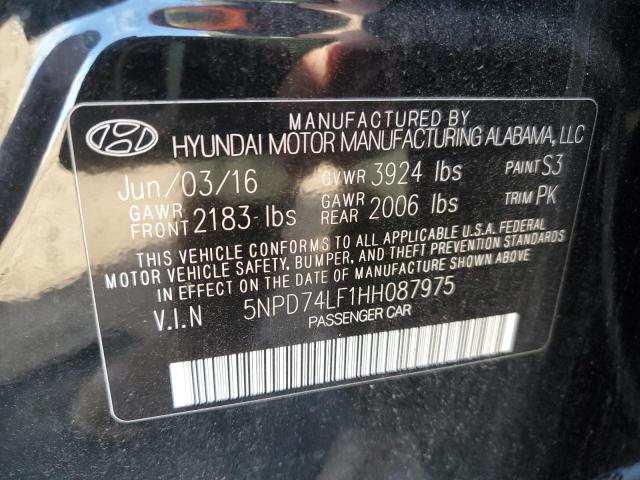 MANUFACTURED BY
HYUNDAI MOTOR MANUFACTURING ALABAMA, LLC
Jun/03/16 GVWR 3924 lbs PAINT S3
GAWR FRONT 2183 lbs GAWR REAR 2006 lbs TRIM PK
THIS VEHICLE CONFORMS TO ALL APPLICABLE U.S.A. FEDERAL
MOTOR VEHICLE SAFETY, BUMPER, AND THEFT PREVENTION STANDARDS
IN EFFECT ON THE DATE OF MANUFACTURE SHOWN ABOVE.
V.I.N 5NPD74LF1HH087975
PASSENGER CAR